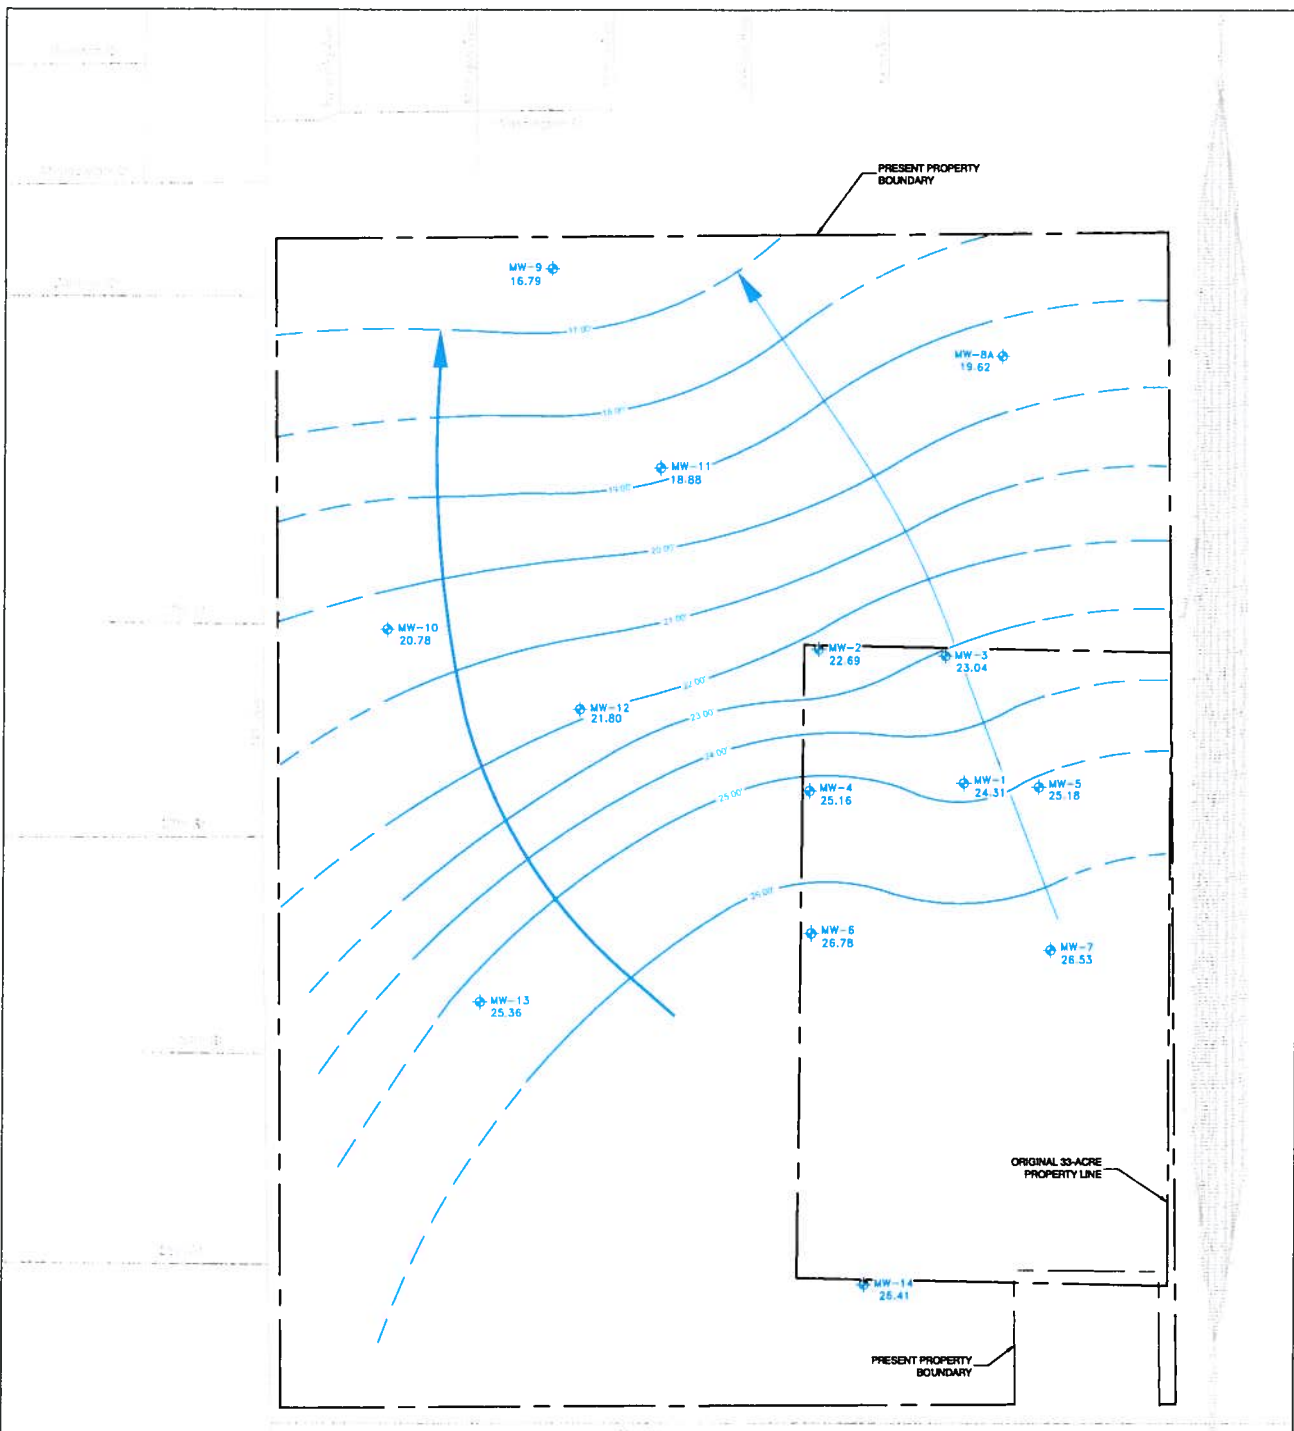 PRESENT PROPERTY
BOUNDARY
MW-9
16.79
17.00'
MW-8A
19.62
18.00'
MW-11
18.88
19.00'
20.00'
21.00'
MW-10
20.78
MW-2
22.69
MW-3
23.04
22.00'
MW-12
21.80
23.00'
24.00'
25.00'
MW-4
25.16
MW-1
24.31
MW-5
25.18
26.00'
MW-6
26.78
MW-7
26.53
MW-13
25.36
ORIGINAL 33-ACRE
PROPERTY LINE
MW-14
PRESENT PROPERTY
BOUNDARY